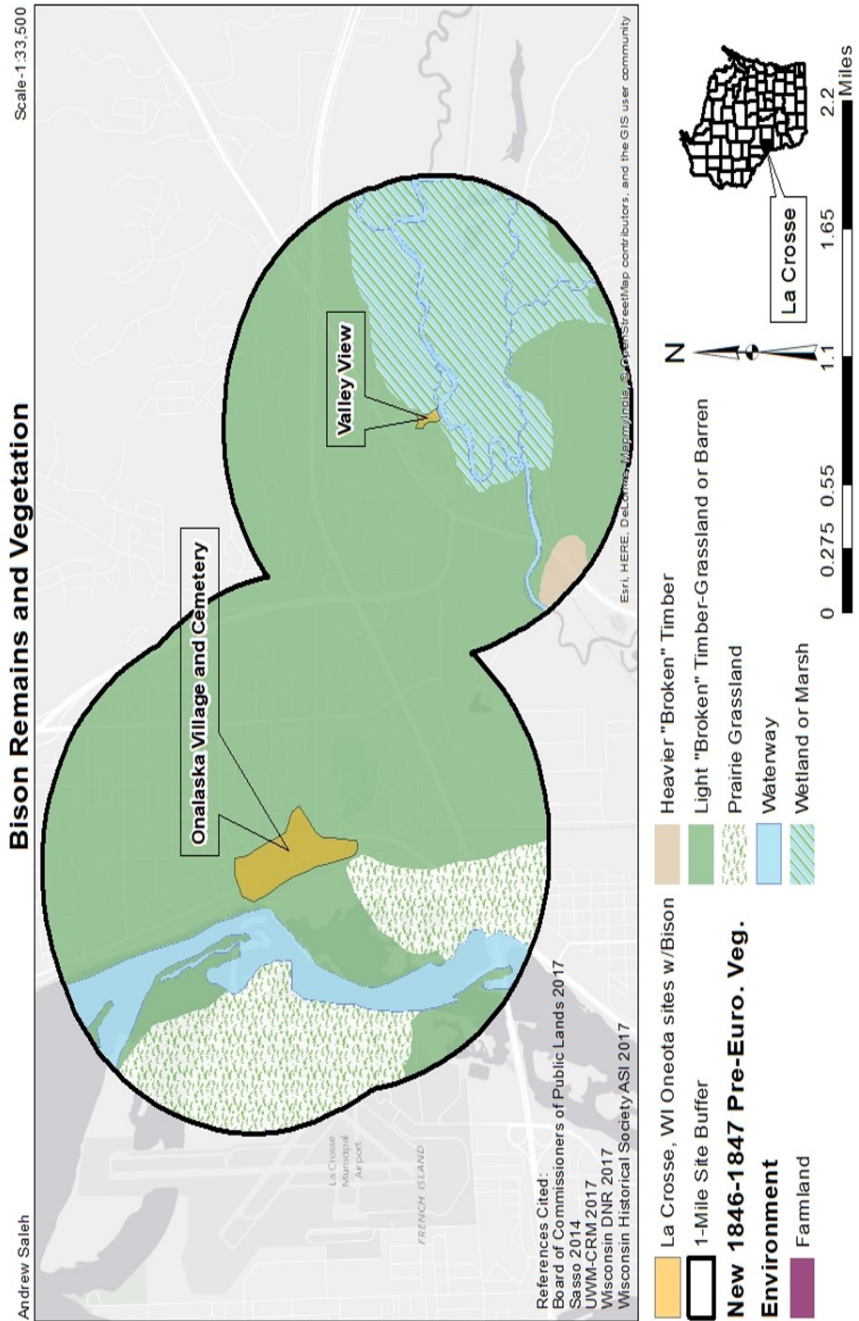 Bison Remains and Vegetation
Andrew Saleh
Scale-1:33,500
Onalaska Village and Cemetery
Valley View
La Crosse
Municipal
Airport
FRENCH ISLAND
References Cited:
Board of Commissioners of Public Lands 2017
Sasso 2014
UWM-CRM 2017
Wisconsin DNR 2017
Wisconsin Historical Society ASI 2017
Esri, HERE, DeLorme, MapmyIndia, © OpenStreetMap contributors, and the GIS user community
La Crosse, WI Oneota sites w/Bison
1-Mile Site Buffer
New 1846-1847 Pre-Euro. Veg.
Environment
Farmland
Heavier "Broken" Timber
Light "Broken" Timber-Grassland or Barren
Prairie Grassland
Waterway
Wetland or Marsh
N
La Crosse
0 0.275 0.55 1.1 1.65 2.2
Miles